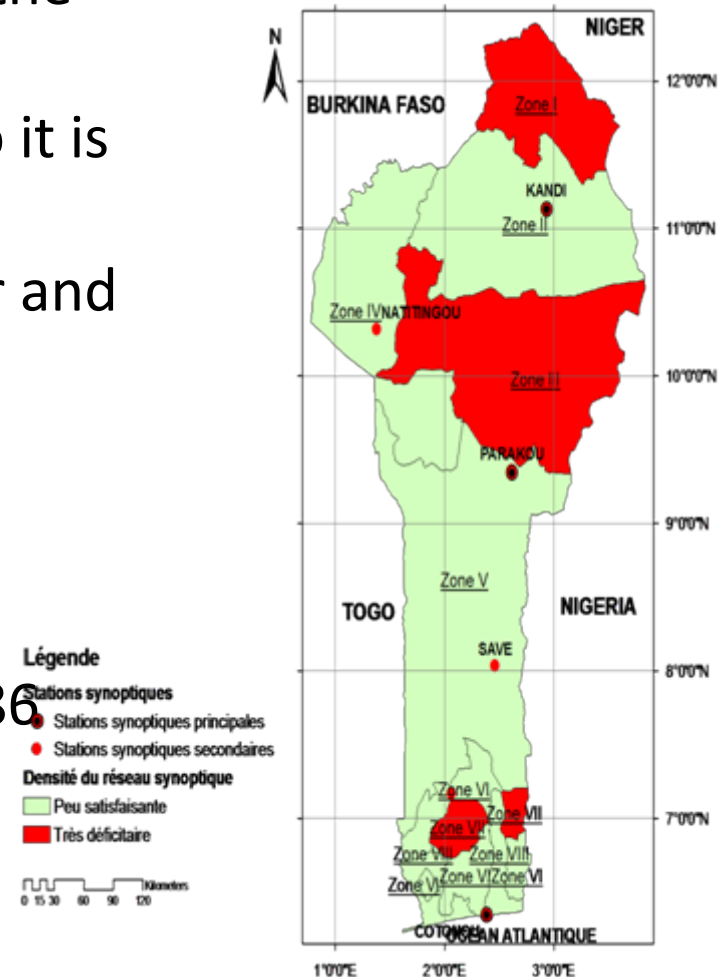 the
it is
r and
36
N
NIGER
BURKINA FASO
TOGO
NIGERIA
Zone I
KANDI
Zone II
Zone IV NATITINGOU
Zone III
PARAKOU
Zone V
SAVE
Zone VI
Zone VII
Zone VII
Zone VIII Zone VIII
Zone VI Zone VI Zone VI
COTONOU
OCEAN ATLANTIQUE
12°0'0"N
11°0'0"N
10°0'0"N
9°0'0"N
8°0'0"N
7°0'0"N
1°0'0"E 2°0'0"E 3°0'0"E
Légende
Stations synoptiques
Stations synoptiques principales
Stations synoptiques secondaires
Densité du réseau synoptique
Peu satisfaisante
Très déficitaire
Kilometers
0 15 30 60 90 120